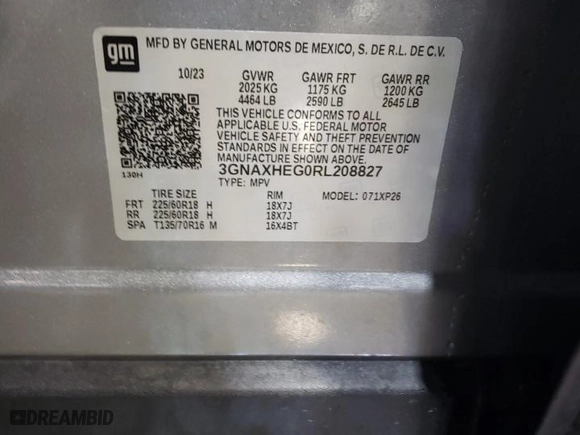 gm
MFD BY GENERAL MOTORS DE MEXICO, S. DE R.L. DE C.V.
10/23 GVWR GAWR FRT GAWR RR
2025 KG 1175 KG 1200 KG
4464 LB 2590 LB 2645 LB
THIS VEHICLE CONFORMS TO ALL
APPLICABLE U.S. FEDERAL MOTOR
VEHICLE SAFETY AND THEFT PREVENTION
STANDARDS IN EFFECT ON THE DATE OF
MANUFACTURE SHOWN ABOVE.
130H 3GNAXHEG0RL208827
TYPE: MPV
TIRE SIZE RIM MODEL: 071XP26
FRT 225/60R18 H 18X7J
RR 225/60R18 H 18X7J
SPA T135/70R16 M 16X4BT
DREAMBID